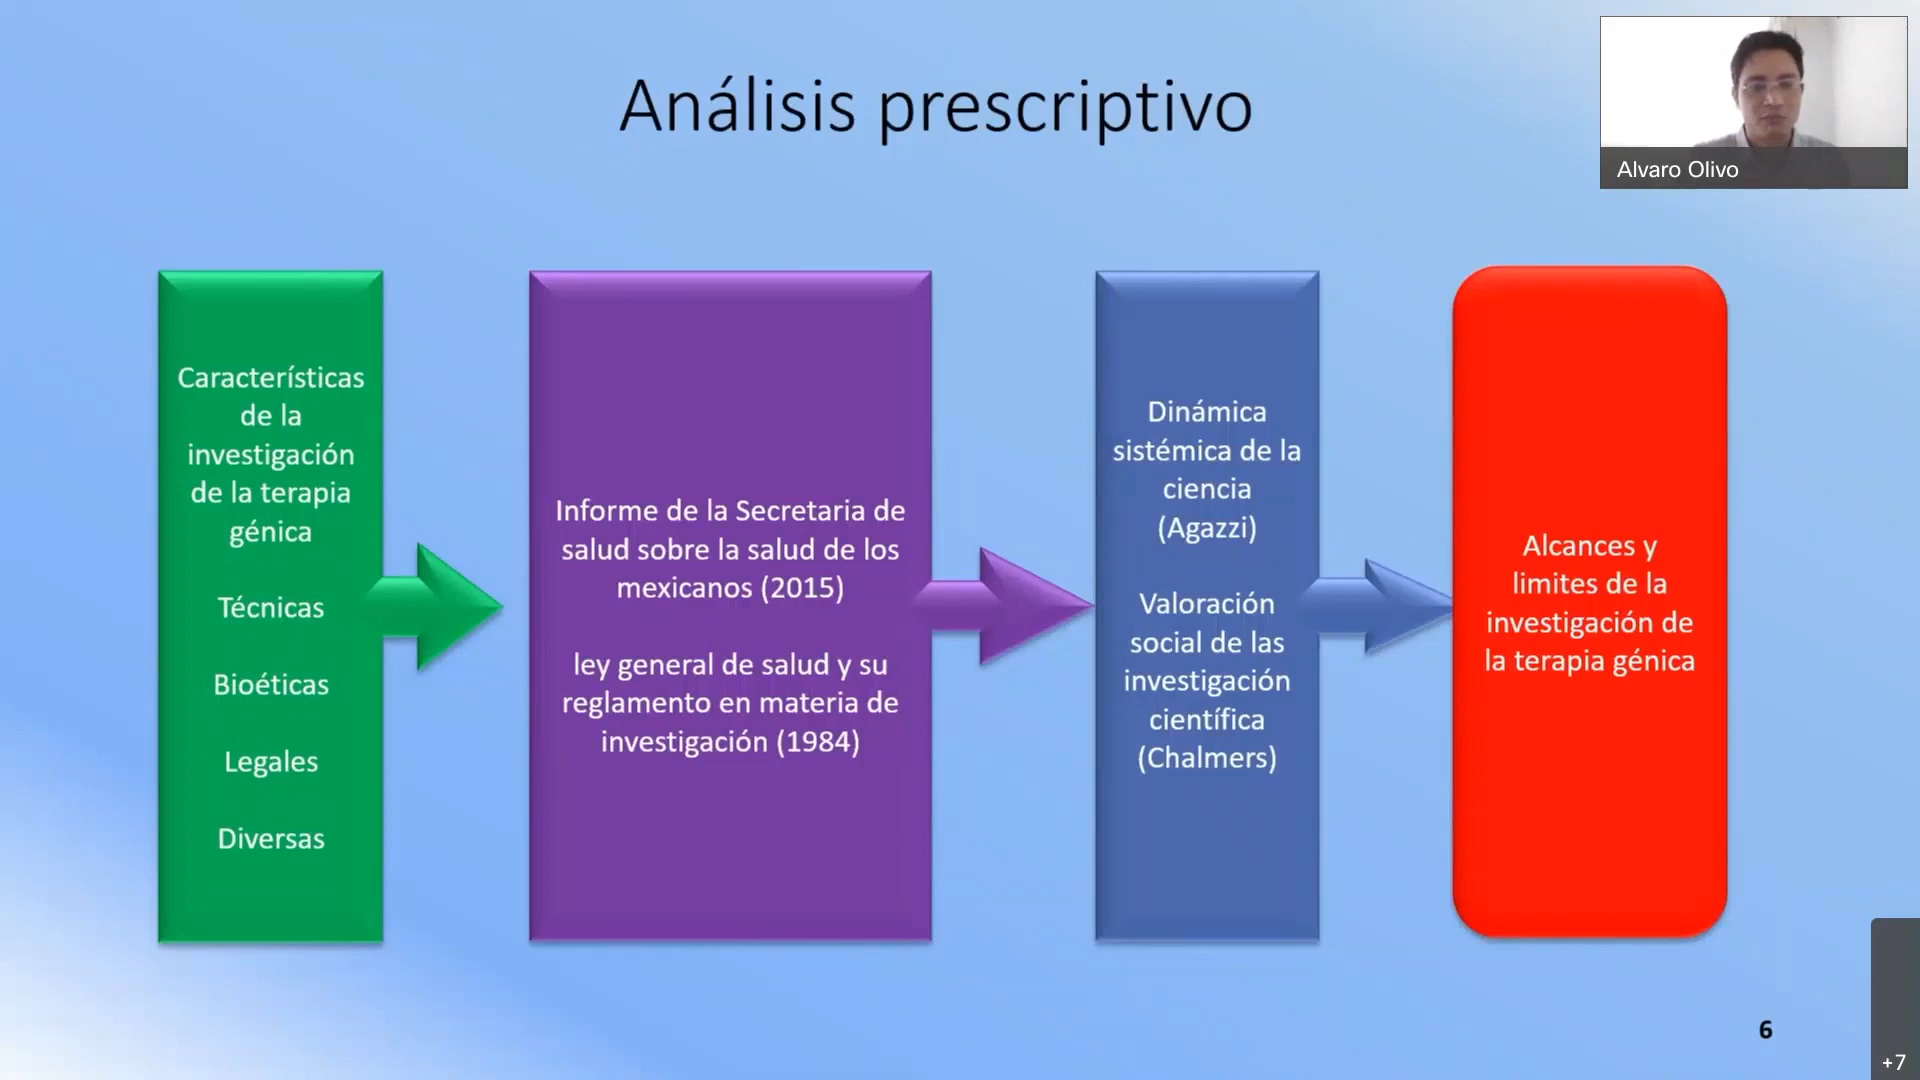 Análisis prescriptivo
Alvaro Olivo
Características
de la
investigación
de la terapia
génica
Técnicas
Bioéticas
Legales
Diversas
Informe de la Secretaria de
salud sobre la salud de los
mexicanos (2015)
ley general de salud y su
reglamento en materia de
investigación (1984)
Dinámica
sistémica de la
ciencia
(Agazzi)
Valoración
social de las
investigación
científica
(Chalmers)
Alcances y
limites de la
investigación de
la terapia génica
6
+7